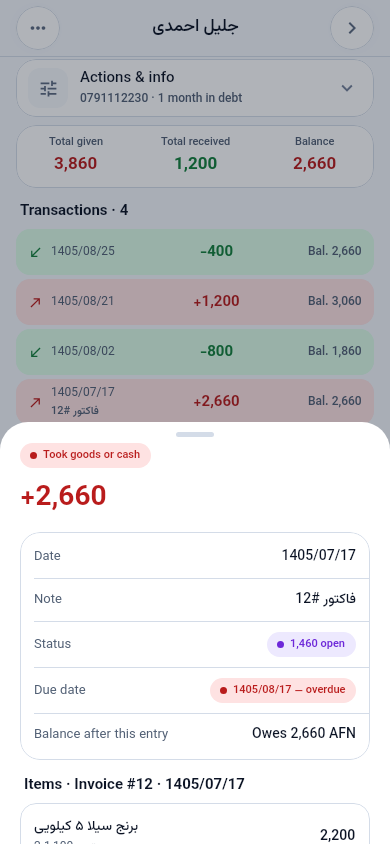 جلیل احمدی
Actions & info
0791112230 · 1 month in debt
Total given
Total received
Balance
3,860
1,200
2,660
Transactions · 4
1405/08/25
−400
Bal. 2,660
1405/08/21
+1,200
Bal. 3,060
1405/08/02
−800
Bal. 1,860
1405/07/17
فاکتور #12
+2,660
Bal. 2,660
Took goods or cash
+2,660
Date
1405/07/17
Note
فاکتور #12
Status
1,460 open
Due date
1405/08/17 — overdue
Balance after this entry
Owes 2,660 AFN
Items · Invoice #12 · 1405/07/17
برنج سیلا ۵ کیلویی
2,200